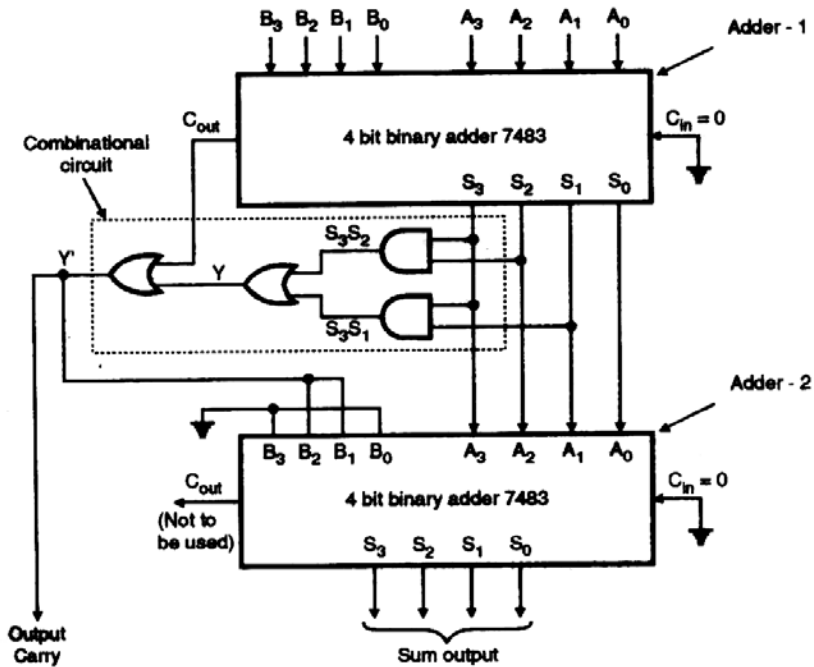 B3 B2 B1 B0 A3 A2 A1 A0
Adder - 1
Cout
4 bit binary adder 7483
Cin = 0
Combinational
circuit
S3 S2 S1 S0
S3S2
Y'
Y
S3S1
Adder - 2
B3 B2 B1 B0 A3 A2 A1 A0
Cout
4 bit binary adder 7483
Cin = 0
(Not to
be used)
S3 S2 S1 S0
Output
Carry
Sum output